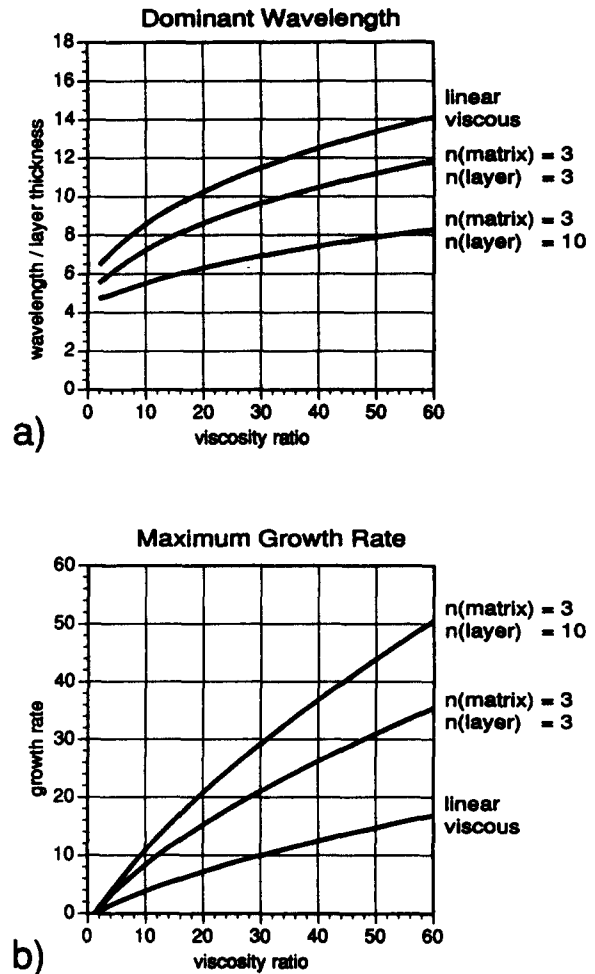 Dominant Wavelength
18
16
14
12
10
8
6
4
2
0
wavelength / layer thickness
0 10 20 30 40 50 60
viscosity ratio
linear
viscous
n(matrix) = 3
n(layer) = 3
n(matrix) = 3
n(layer) = 10
a)
Maximum Growth Rate
60
50
40
30
20
10
0
growth rate
0 10 20 30 40 50 60
viscosity ratio
n(matrix) = 3
n(layer) = 10
n(matrix) = 3
n(layer) = 3
linear
viscous
b)